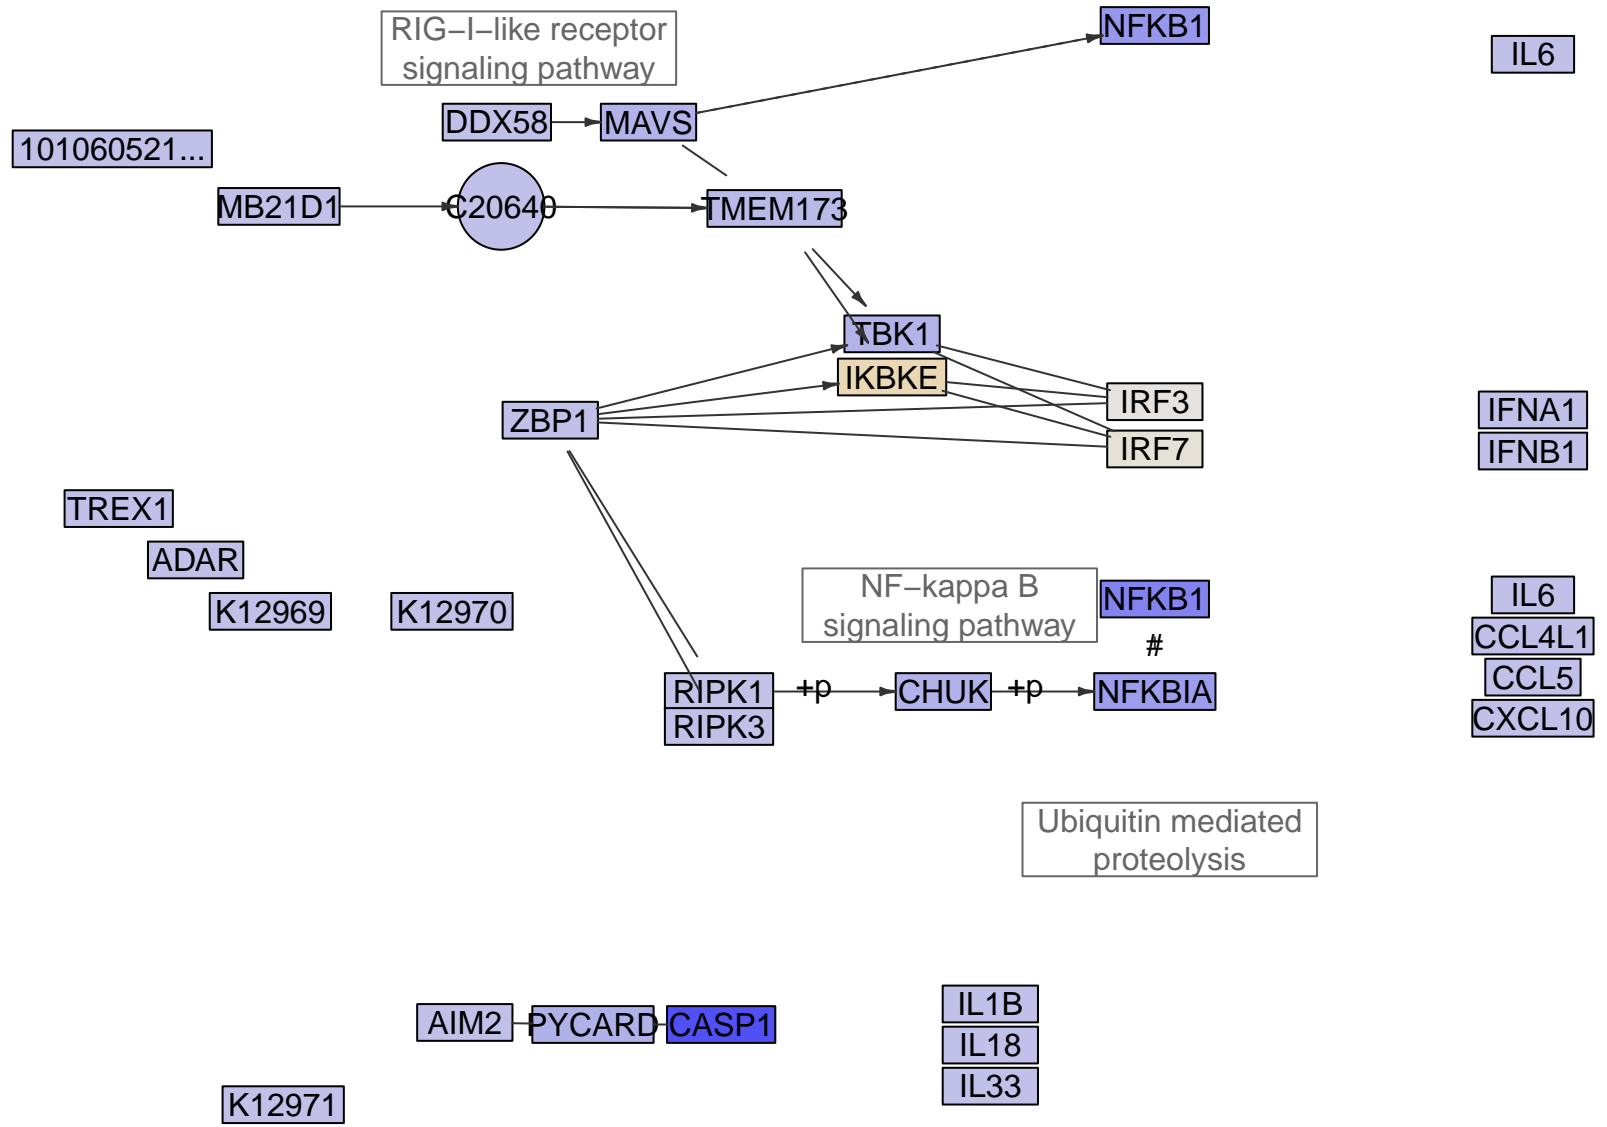 RIG−I−like receptor
signaling pathway
NFKB1
IL6
DDX58
MAVS
101060521...
MB21D1
C20640
TMEM173
TBK1
IKBKE
IRF3
IRF7
ZBP1
IFNA1
IFNB1
TREX1
ADAR
K12969
K12970
NF−kappa B
signaling pathway
NFKB1
#
IL6
CCL4L1
CCL5
CXCL10
RIPK1
+p
CHUK
+p
NFKBIA
RIPK3
Ubiquitin mediated
proteolysis
AIM2
PYCARD
CASP1
IL1B
IL18
IL33
K12971